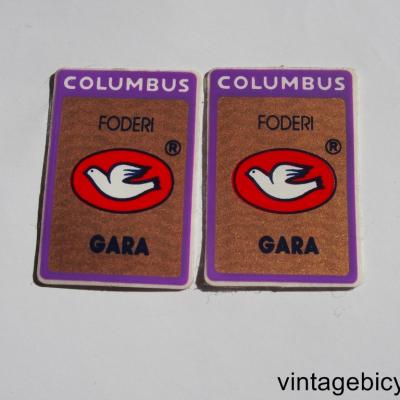 COLUMBUS
FODERI
®
GARA
COLUMBUS
FODERI
®
GARA
vintagebicy